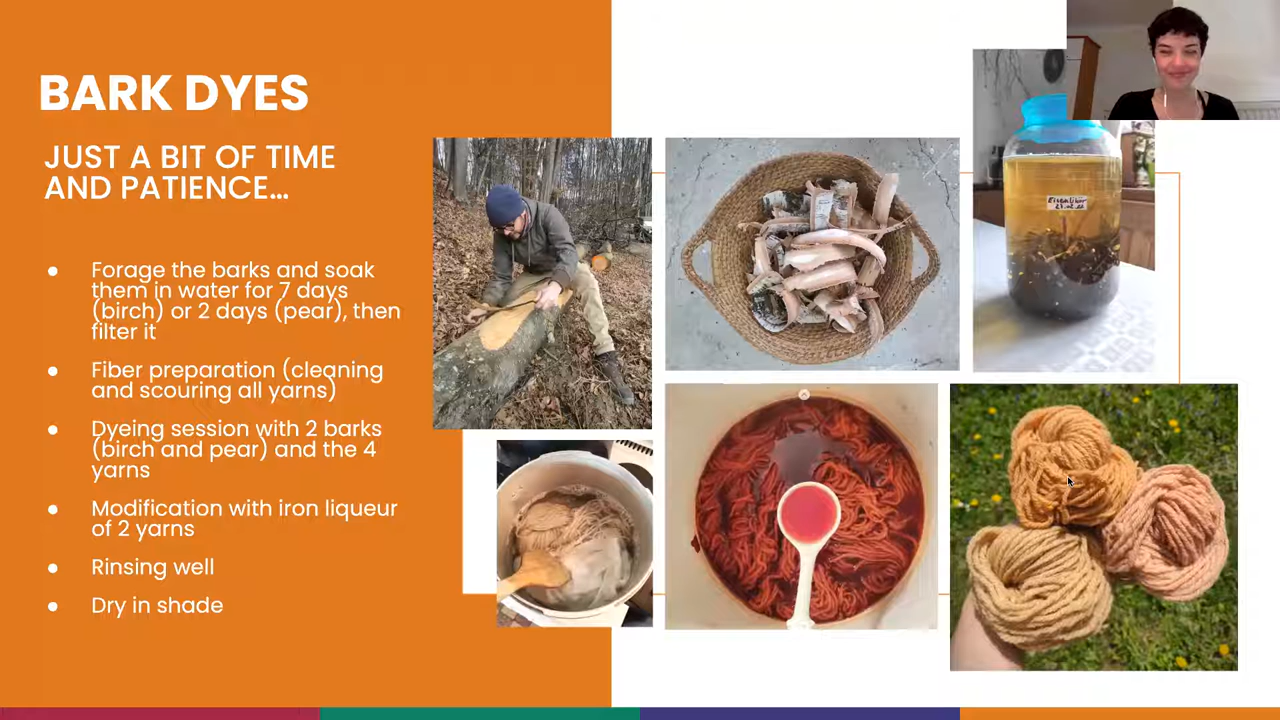 BARK DYES
JUST A BIT OF TIME
AND PATIENCE...
● Forage the barks and soak
them in water for 7 days
(birch) or 2 days (pear), then
filter it
● Fiber preparation (cleaning
and scouring all yarns)
● Dyeing session with 2 barks
(birch and pear) and the 4
yarns
● Modification with iron liqueur
of 2 yarns
● Rinsing well
● Dry in shade